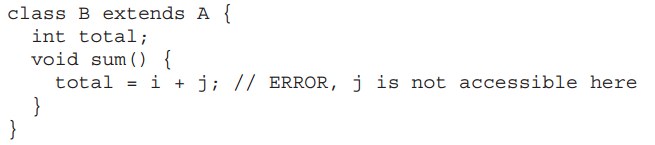 class B extends A {
  int total;
  void sum() {
    total = i + j; // ERROR, j is not accessible here
  }
}